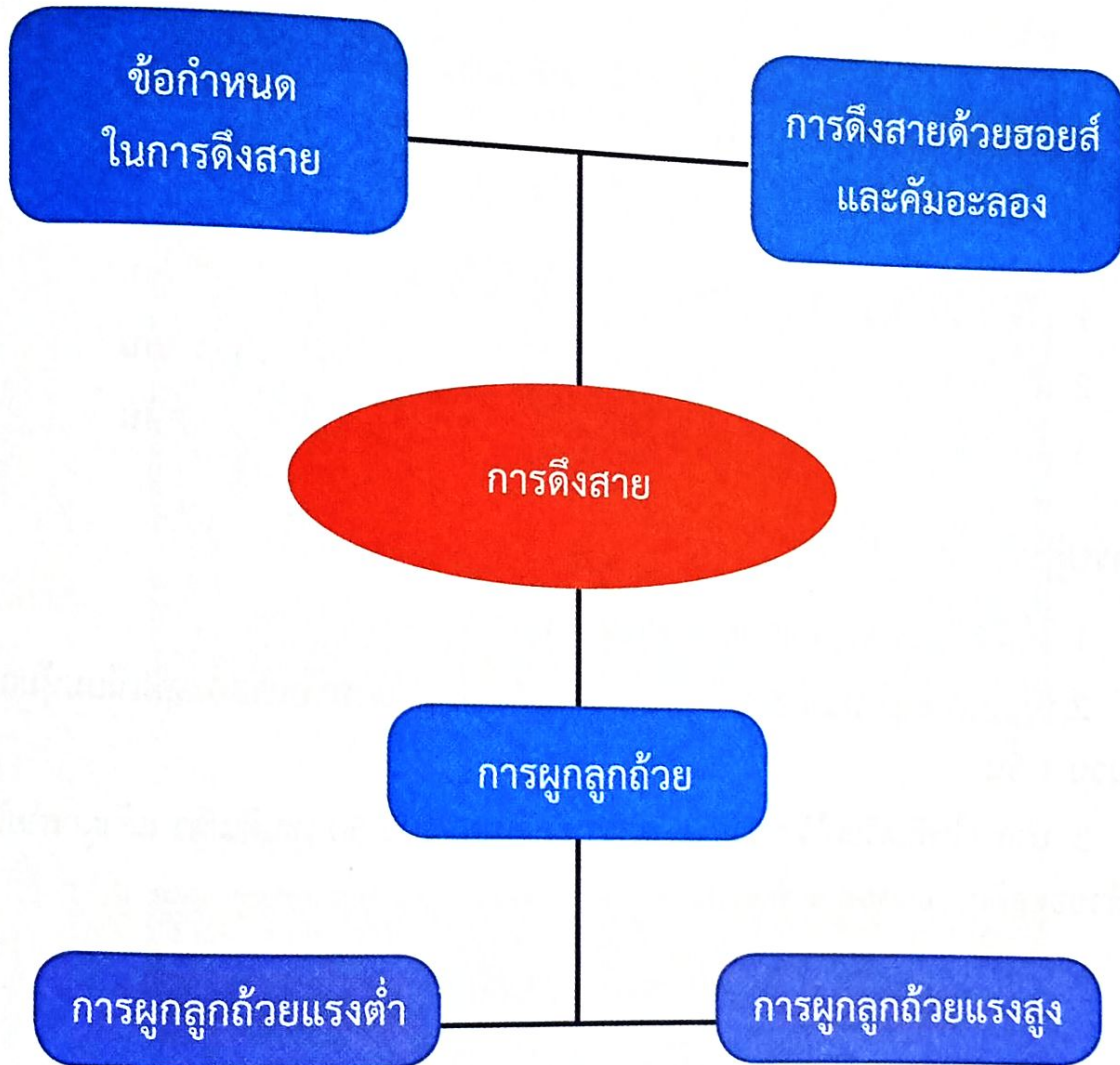 ข้อกำหนด
ในการดึงสาย
การดึงสายด้วยฮอยส์
และคัมอะลอง
การดึงสาย
การผูกลูกถ้วย
การผูกลูกถ้วยแรงต่ำ
การผูกลูกถ้วยแรงสูง